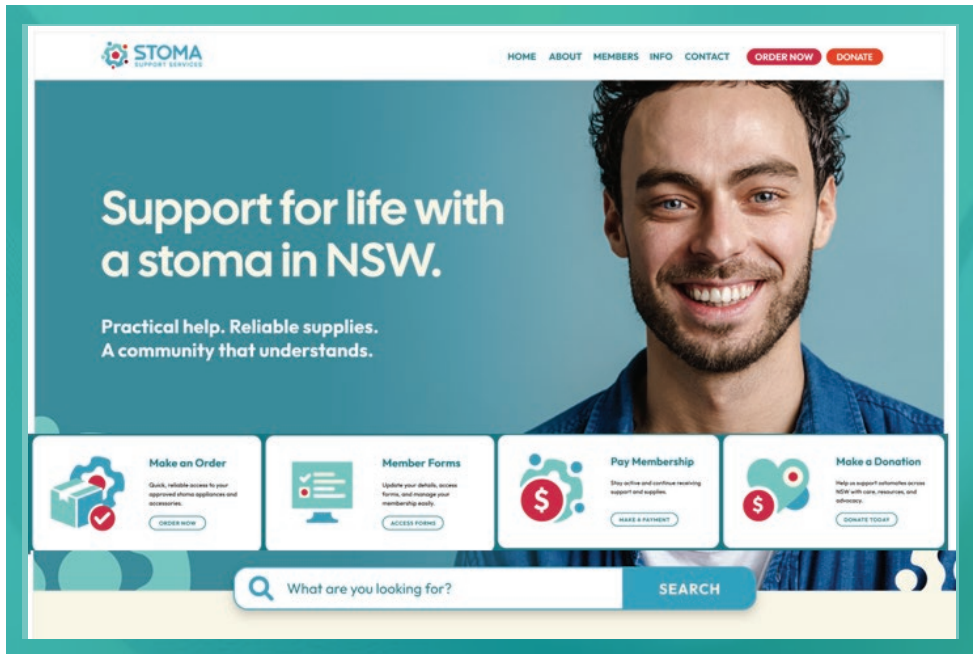 STOMA
SUPPORT SERVICES
HOME ABOUT MEMBERS INFO CONTACT ORDER NOW DONATE
Support for life with
a stoma in NSW.
Practical help. Reliable supplies.
A community that understands.
Make an Order
Quick, reliable access to your
approved stoma appliances and
accessories.
ORDER NOW
Member Forms
Update your details, access
forms, and manage your
membership easily.
ACCESS FORMS
Pay Membership
Stay active and continue receiving
support and supplies.
MAKE A PAYMENT
Make a Donation
Help us support ostomates across
NSW with care, resources, and
advocacy.
DONATE TODAY
$
$
What are you looking for?
SEARCH